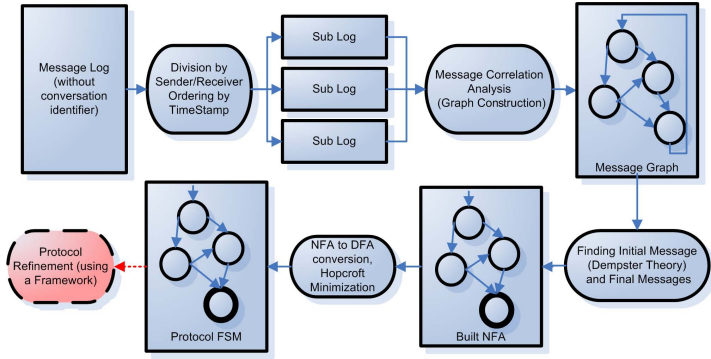 Message Log
(without
conversation
identifier)
Division by
Sender/Receiver
Ordering by
TimeStamp
Sub Log
Sub Log
Sub Log
Message Correlation
Analysis
(Graph Construction)
Message Graph
Finding Initial Message
(Dempster Theory)
and Final Messages
Built NFA
NFA to DFA
conversion,
Hopcroft
Minimization
Protocol FSM
Protocol
Refinement (using
a Framework)